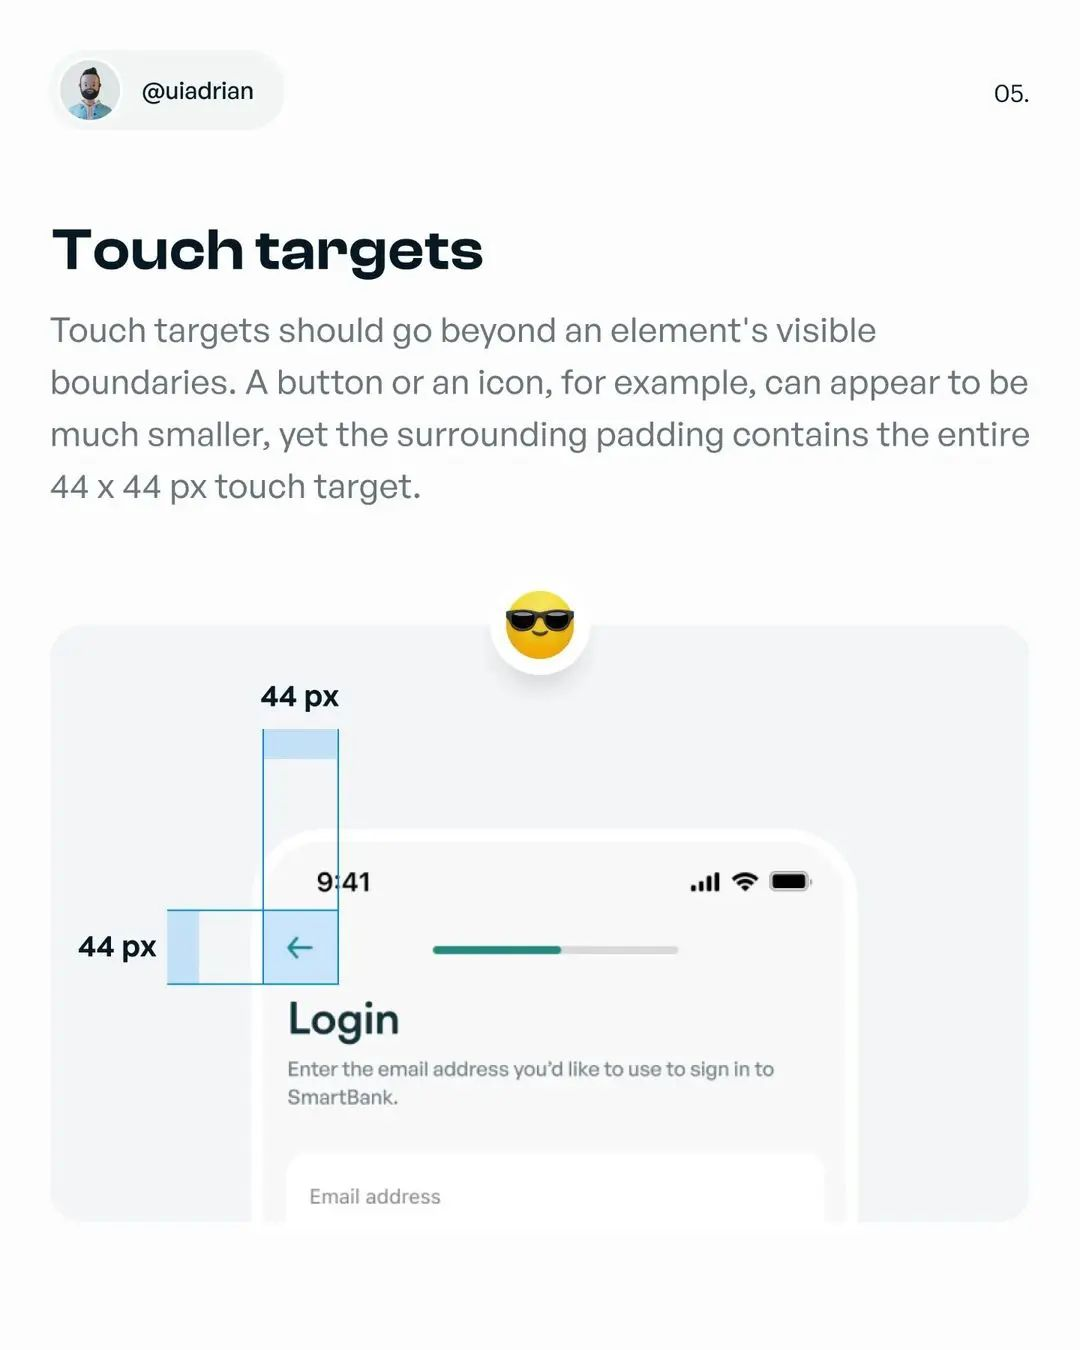 @uiadrian
05.
Touch targets
Touch targets should go beyond an element's visible
boundaries. A button or an icon, for example, can appear to be
much smaller, yet the surrounding padding contains the entire
44 x 44 px touch target.
44 px
9:41
44 px
Login
Enter the email address you’d like to use to sign in to
SmartBank.
Email address